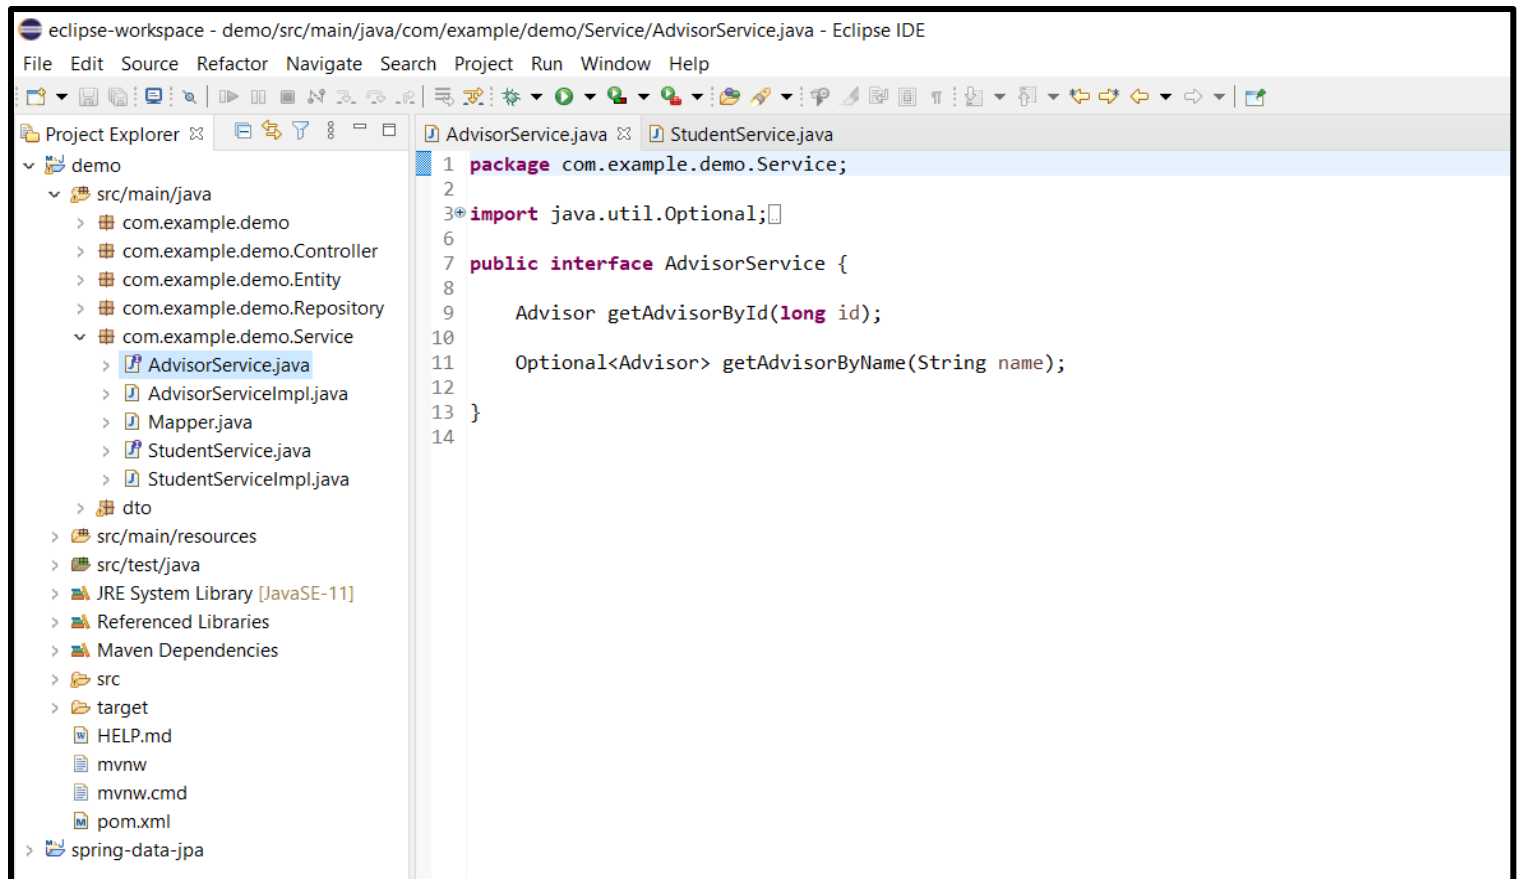 eclipse-workspace - demo/src/main/java/com/example/demo/Service/AdvisorService.java - Eclipse IDE
File Edit Source Refactor Navigate Search Project Run Window Help
Project Explorer
demo
src/main/java
com.example.demo
com.example.demo.Controller
com.example.demo.Entity
com.example.demo.Repository
com.example.demo.Service
AdvisorService.java
AdvisorServiceImpl.java
Mapper.java
StudentService.java
StudentServiceImpl.java
dto
src/main/resources
src/test/java
JRE System Library [JavaSE-11]
Referenced Libraries
Maven Dependencies
src
target
HELP.md
mvnw
mvnw.cmd
pom.xml
spring-data-jpa
AdvisorService.java StudentService.java
1 package com.example.demo.Service;
2
3 import java.util.Optional;
6
7 public interface AdvisorService {
8
9 Advisor getAdvisorById(long id);
10
11 Optional<Advisor> getAdvisorByName(String name);
12
13 }
14